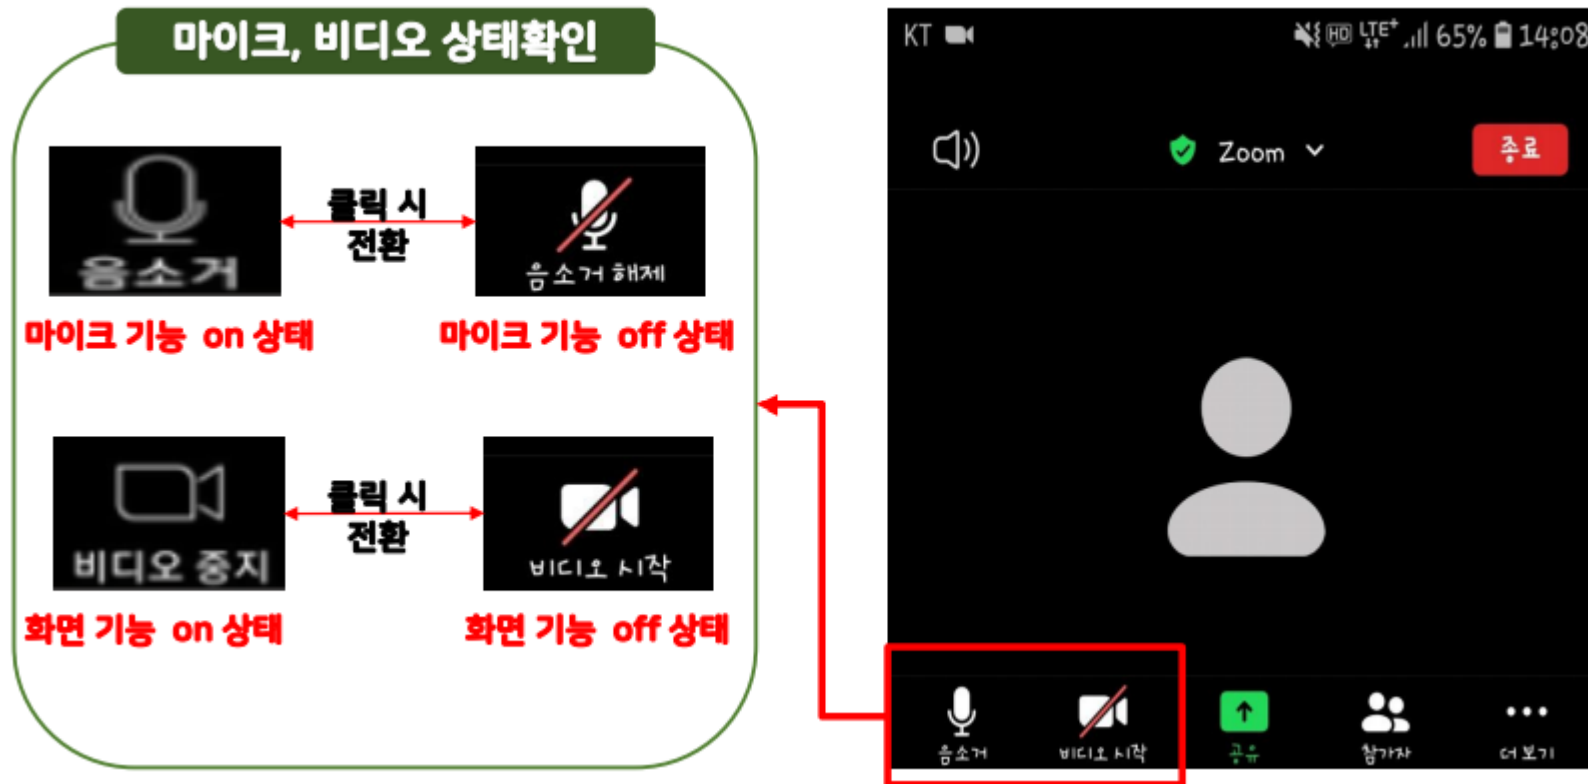 마이크, 비디오 상태확인
음소거
클릭 시
전환
음소거 해제
마이크 기능 on 상태
마이크 기능 off 상태
비디오 중지
클릭 시
전환
비디오 시작
화면 기능 on 상태
화면 기능 off 상태
KT
HD LTE+ 65% 14:08
Zoom
종료
음소거
비디오 시작
공유
참가자
더 보기